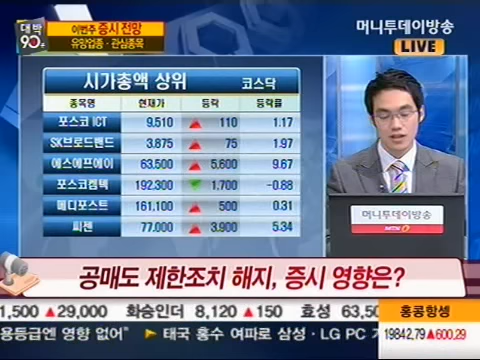 대박
90분
이번주 증시 전망
유망업종·관심종목
머니투데이방송
LIVE
시가총액 상위 코스닥
종목명 현재가 등락 등락률
포스코 ICT 9,510 ▲ 110 1.17
SK브로드밴드 3,875 ▲ 75 1.97
에스에프에이 63,500 ▲ 5,600 9.67
포스코켐텍 192,300 ▼ 1,700 -0.88
메디포스트 161,100 ▲ 500 0.31
씨젠 77,000 ▲ 3,900 5.34
머니투데이방송
MTN
공매도 제한조치 해지, 증시 영향은?
1,500 ▲29,000 화승인더 8,120 ▲150 효성 63,50
홍콩항셍
용등급엔 영향 없어" ▶ 태국 홍수 여파로 삼성·LG PC
19842.79▲600.29